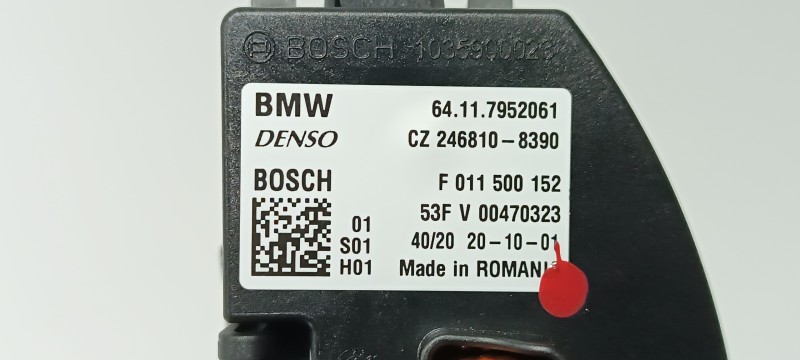 BOSCH 1035900023
BMW 64.11.7952061
DENSO CZ 246810-8390
BOSCH F 011 500 152
53F V 00470323
01
S01 40/20 20-10-01
H01 Made in ROMANIA